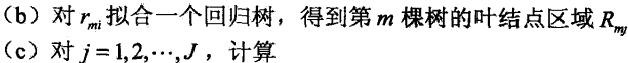 (b) 对 r_{mi} 拟合一个回归树，得到第 m 棵树的叶结点区域 R_{mj}
(c) 对 j = 1,2,⋯,J ，计算